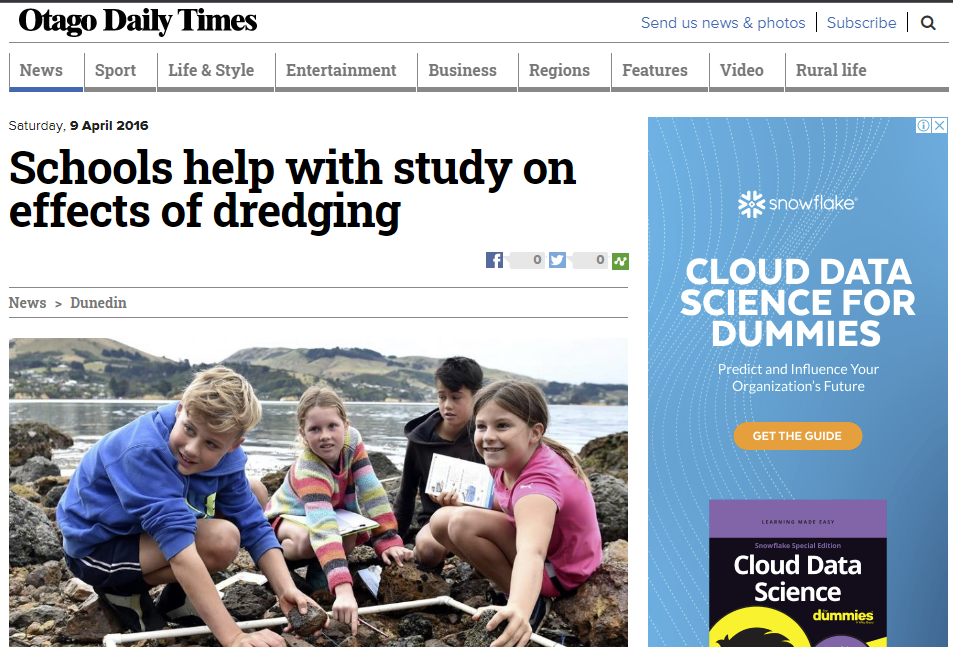 Otago Daily Times
Send us news & photos
Subscribe
News
Sport
Life & Style
Entertainment
Business
Regions
Features
Video
Rural life
Saturday, 9 April 2016
Schools help with study on
effects of dredging
0
0
News > Dunedin
snowflake
CLOUD DATA
SCIENCE FOR
DUMMIES
Predict and Influence Your
Organization's Future
GET THE GUIDE
LEARNING MADE EASY
Snowflake Special Edition
Cloud Data
Science
dummies